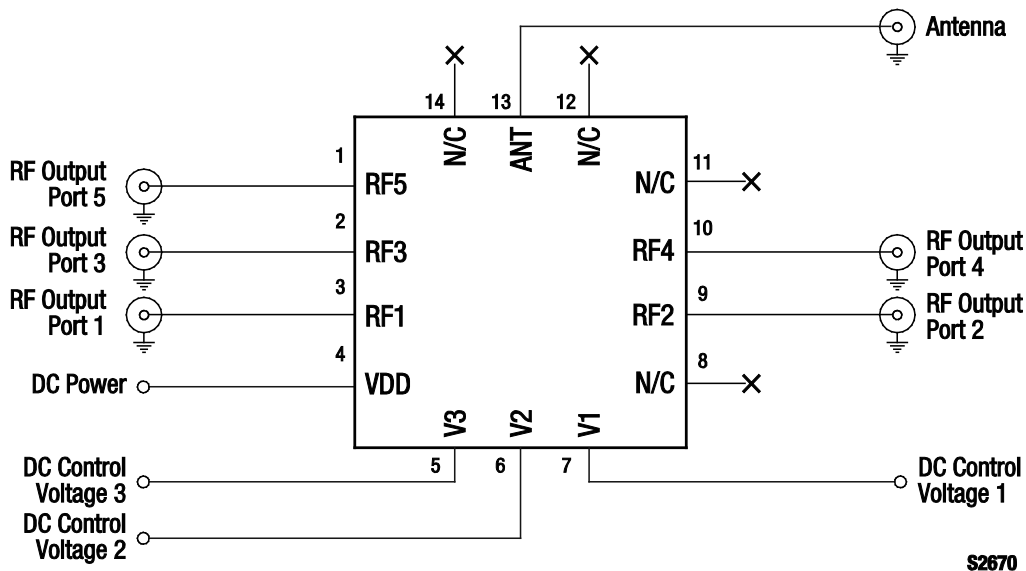 Antenna
14
13
12
N/C
ANT
N/C
1
11
RF Output
Port 5
RF5
N/C
2
10
RF Output
Port 3
RF3
RF4
RF Output
Port 4
3
9
RF Output
Port 1
RF1
RF2
RF Output
Port 2
4
8
DC Power
VDD
N/C
V3
V2
V1
5
6
7
DC Control
Voltage 3
DC Control
Voltage 1
DC Control
Voltage 2
S2670